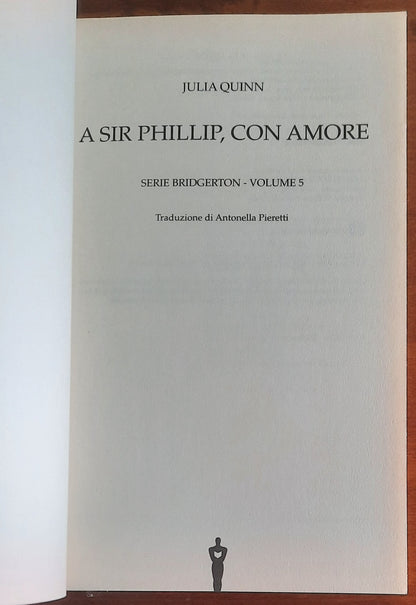 JULIA QUINN
A SIR PHILLIP, CON AMORE
SERIE BRIDGERTON - VOLUME 5
Traduzione di Antonella Pieretti